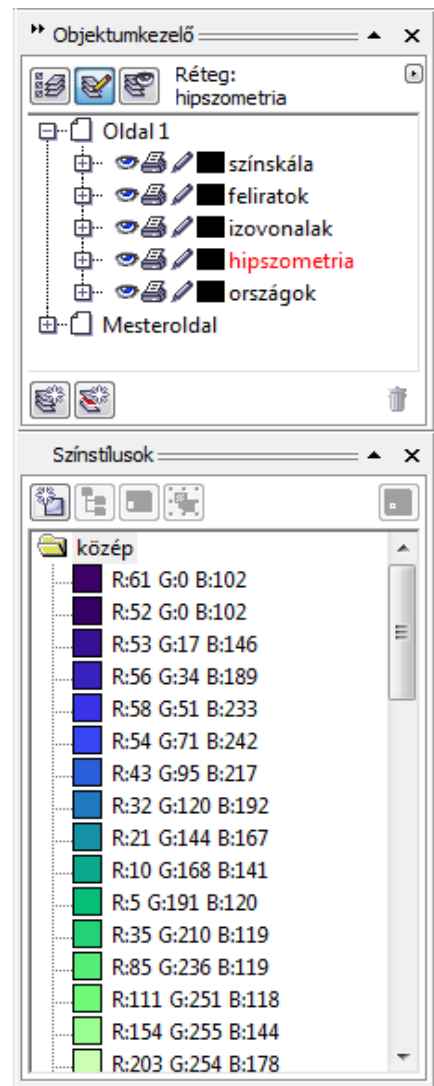 Objektumkezelő
Réteg:
hipszometria
Oldal 1
színskála
feliratok
izovonalak
hipszometria
országok
Mesteroldal
Színstílusok
közép
R:61 G:0 B:102
R:52 G:0 B:102
R:53 G:17 B:146
R:56 G:34 B:189
R:58 G:51 B:233
R:54 G:71 B:242
R:43 G:95 B:217
R:32 G:120 B:192
R:21 G:144 B:167
R:10 G:168 B:141
R:5 G:191 B:120
R:35 G:210 B:119
R:85 G:236 B:119
R:111 G:251 B:118
R:154 G:255 B:144
R:203 G:254 B:178